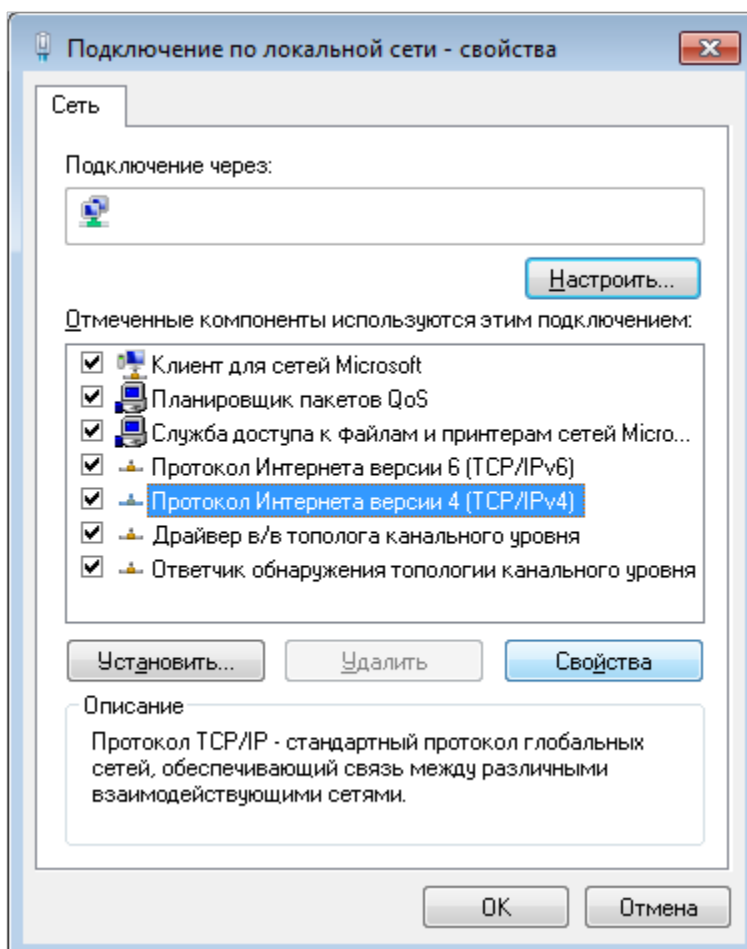 Подключение по локальной сети - свойства
Сеть
Подключение через:
Настроить...
Отмеченные компоненты используются этим подключением:
Клиент для сетей Microsoft
Планировщик пакетов QoS
Служба доступа к файлам и принтерам сетей Micro...
Протокол Интернета версии 6 (TCP/IPv6)
Протокол Интернета версии 4 (TCP/IPv4)
Драйвер в/в тополога канального уровня
Ответчик обнаружения топологии канального уровня
Установить... Удалить Свойства
Описание
Протокол TCP/IP - стандартный протокол глобальных
сетей, обеспечивающий связь между различными
взаимодействующими сетями.
OK Отмена